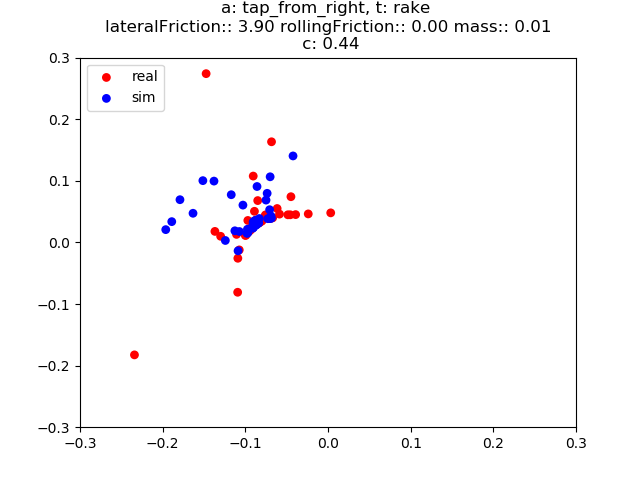 a: tap_from_right, t: rake
lateralFriction:: 3.90 rollingFriction:: 0.00 mass:: 0.01
c: 0.44
real
sim
0.3
0.2
0.1
0.0
−0.1
−0.2
−0.3
−0.3
−0.2
−0.1
0.0
0.1
0.2
0.3